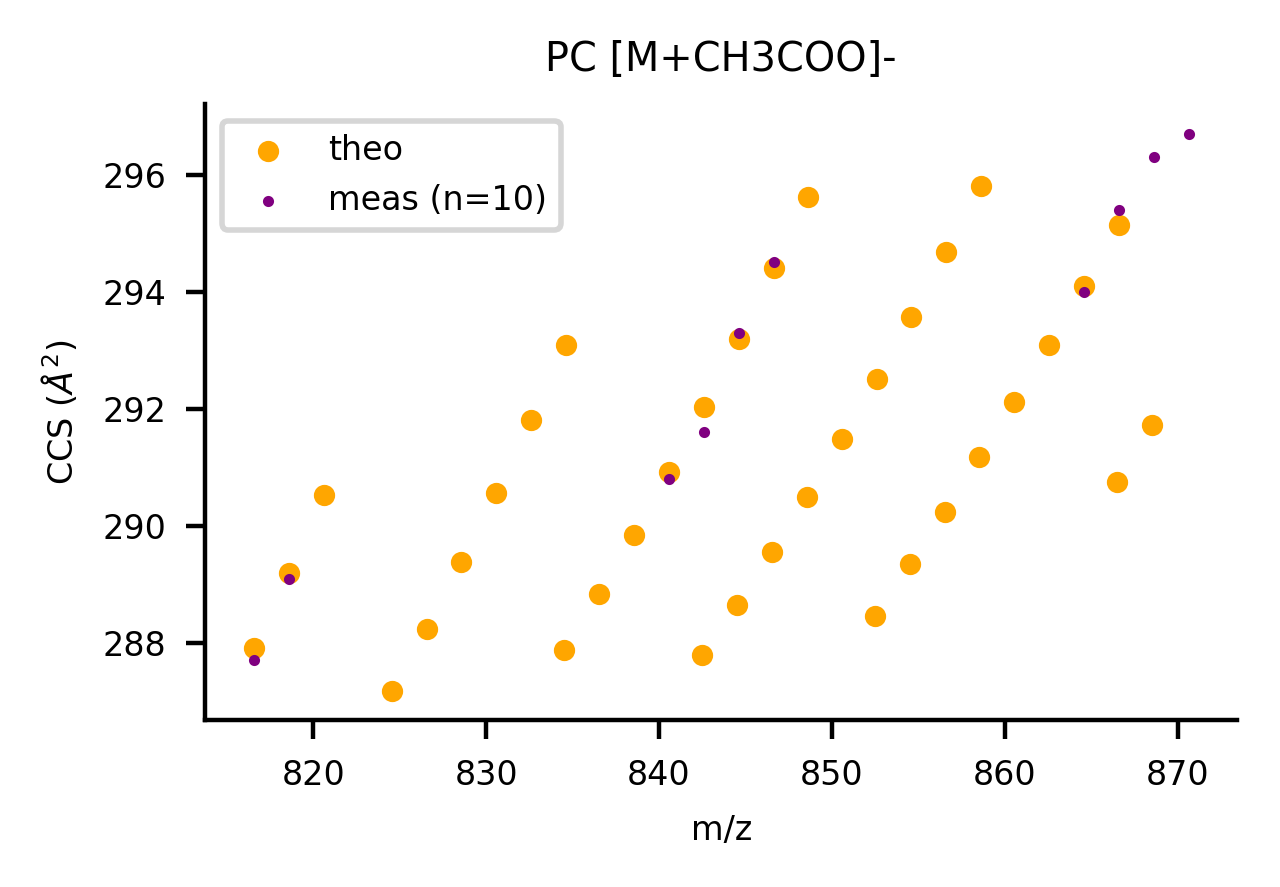 PC [M+CH3COO]-
theo
meas (n=10)
CCS (Å²)
296
294
292
290
288
820 830 840 850 860 870
m/z